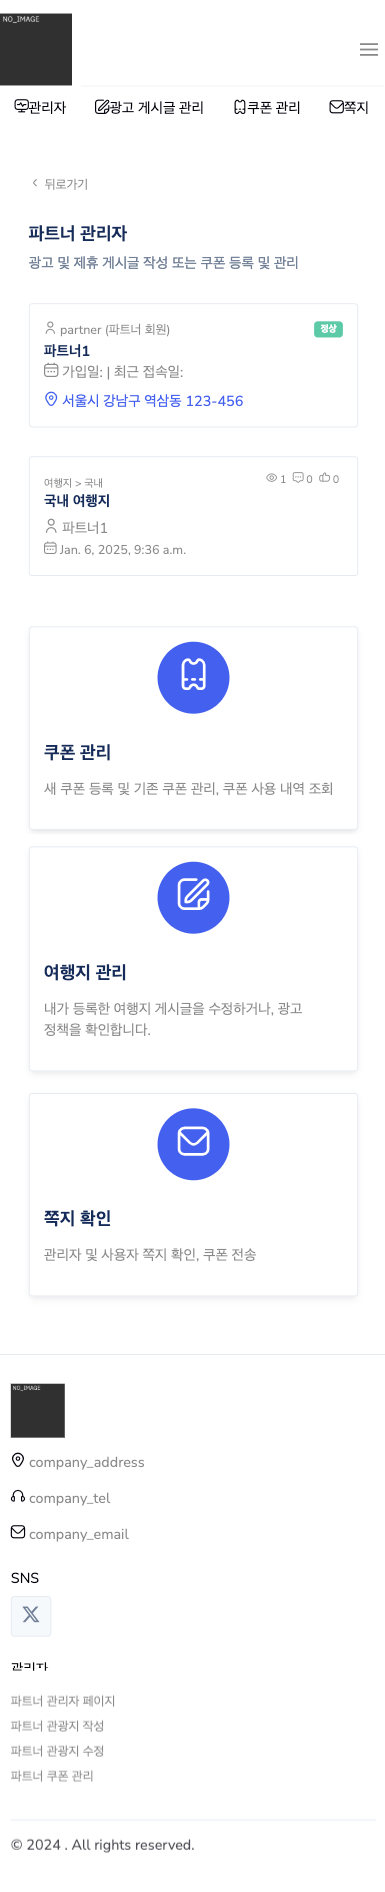 NO_IMAGE
관리자 광고 게시글 관리 쿠폰 관리 쪽지
뒤로가기
파트너 관리자
광고 및 제휴 게시글 작성 또는 쿠폰 등록 및 관리
partner (파트너 회원) 정상
파트너1
가입일: | 최근 접속일:
서울시 강남구 역삼동 123-456
여행지 > 국내 1 0 0
국내 여행지
파트너1
Jan. 6, 2025, 9:36 a.m.
쿠폰 관리
새 쿠폰 등록 및 기존 쿠폰 관리, 쿠폰 사용 내역 조회
여행지 관리
내가 등록한 여행지 게시글을 수정하거나, 광고
정책을 확인합니다.
쪽지 확인
관리자 및 사용자 쪽지 확인, 쿠폰 전송
NO_IMAGE
company_address
company_tel
company_email
SNS
관리자
파트너 관리자 페이지
파트너 관광지 작성
파트너 관광지 수정
파트너 쿠폰 관리
© 2024 . All rights reserved.